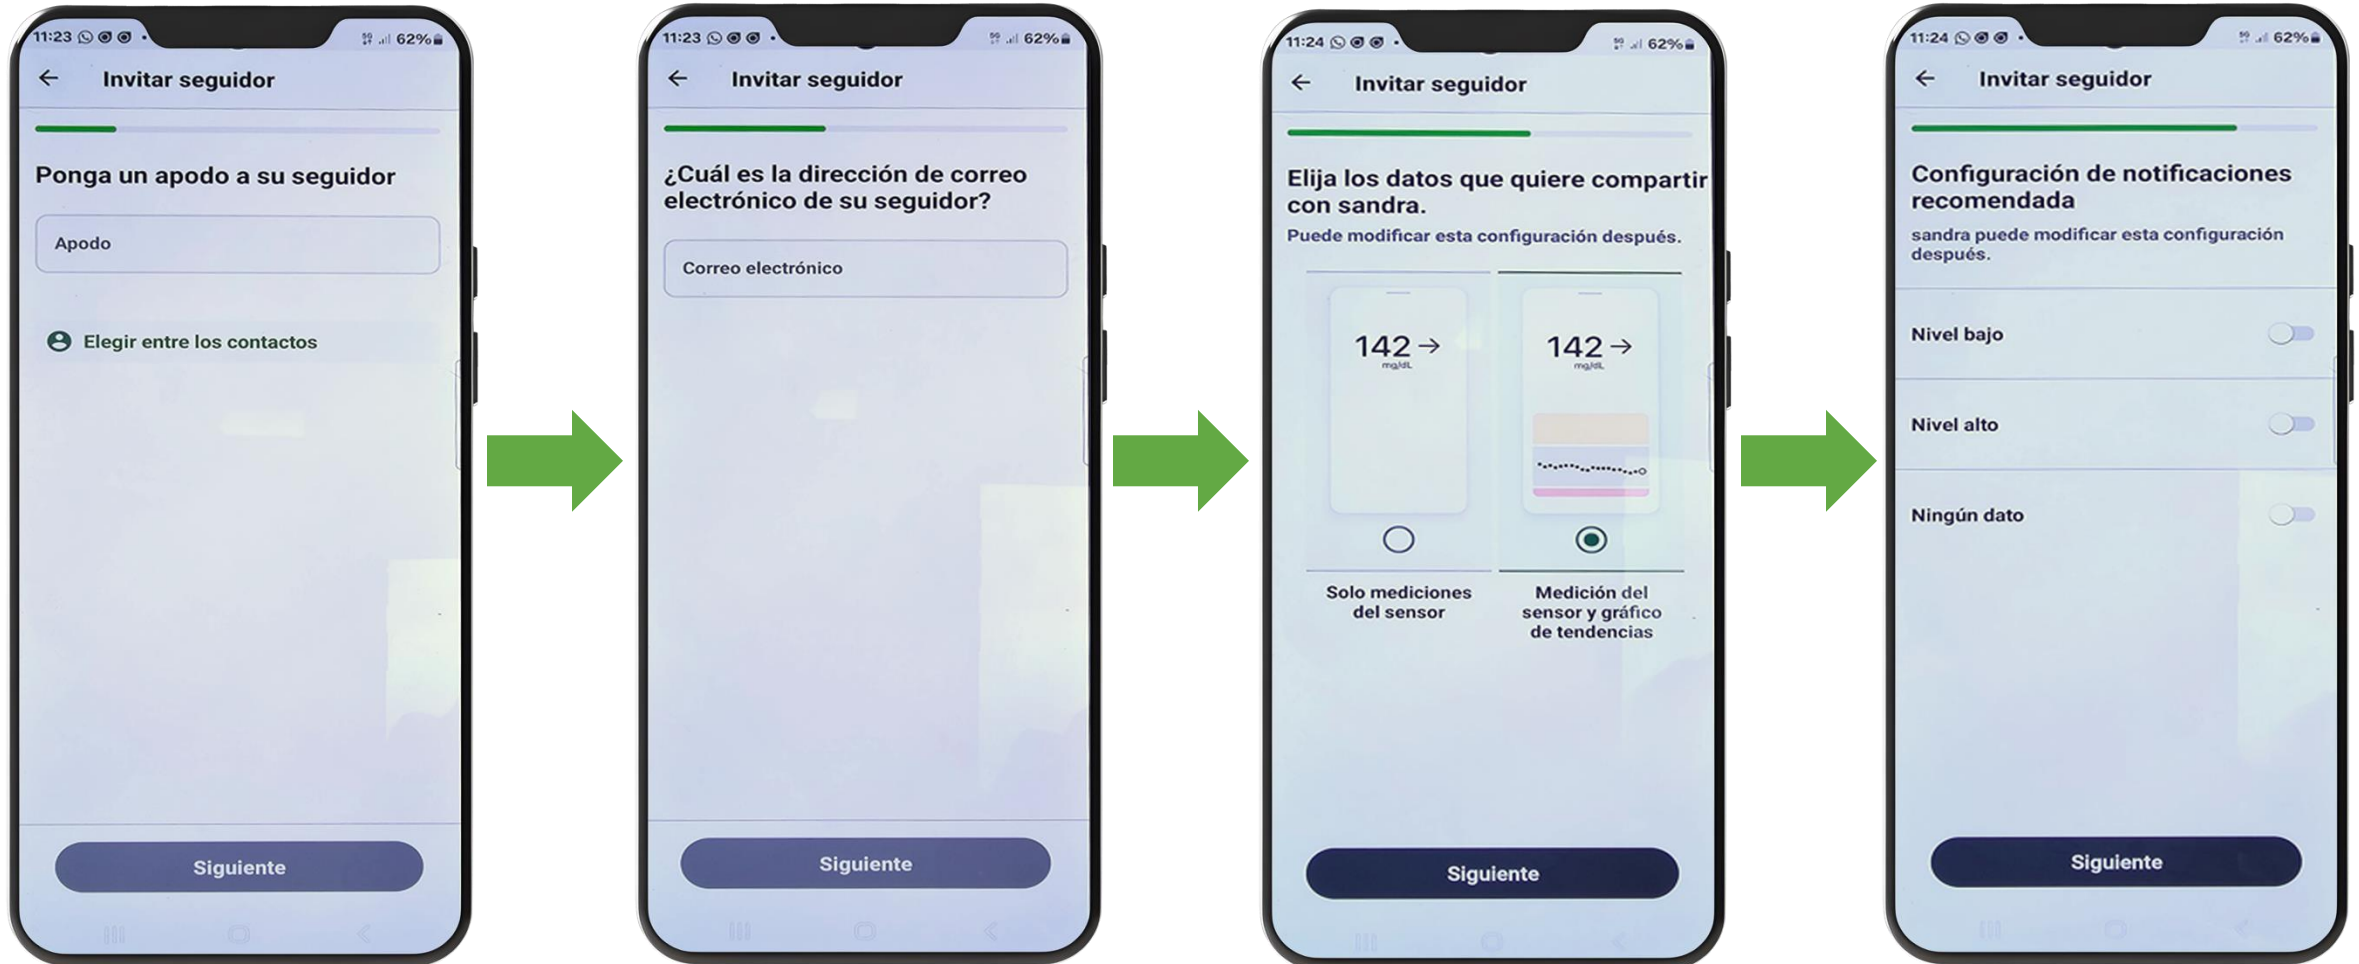 11:23
5G 62%
Invitar seguidor
Ponga un apodo a su seguidor
Apodo
Elegir entre los contactos
Siguiente
11:23
5G 62%
Invitar seguidor
¿Cuál es la dirección de correo
electrónico de su seguidor?
Correo electrónico
Siguiente
11:24
5G 62%
Invitar seguidor
Elija los datos que quiere compartir
con sandra.
Puede modificar esta configuración después.
142
mg/dL
142
mg/dL
Solo mediciones
del sensor
Medición del
sensor y gráfico
de tendencias
Siguiente
11:24
5G 62%
Invitar seguidor
Configuración de notificaciones
recomendada
sandra puede modificar esta configuración
después.
Nivel bajo
Nivel alto
Ningún dato
Siguiente